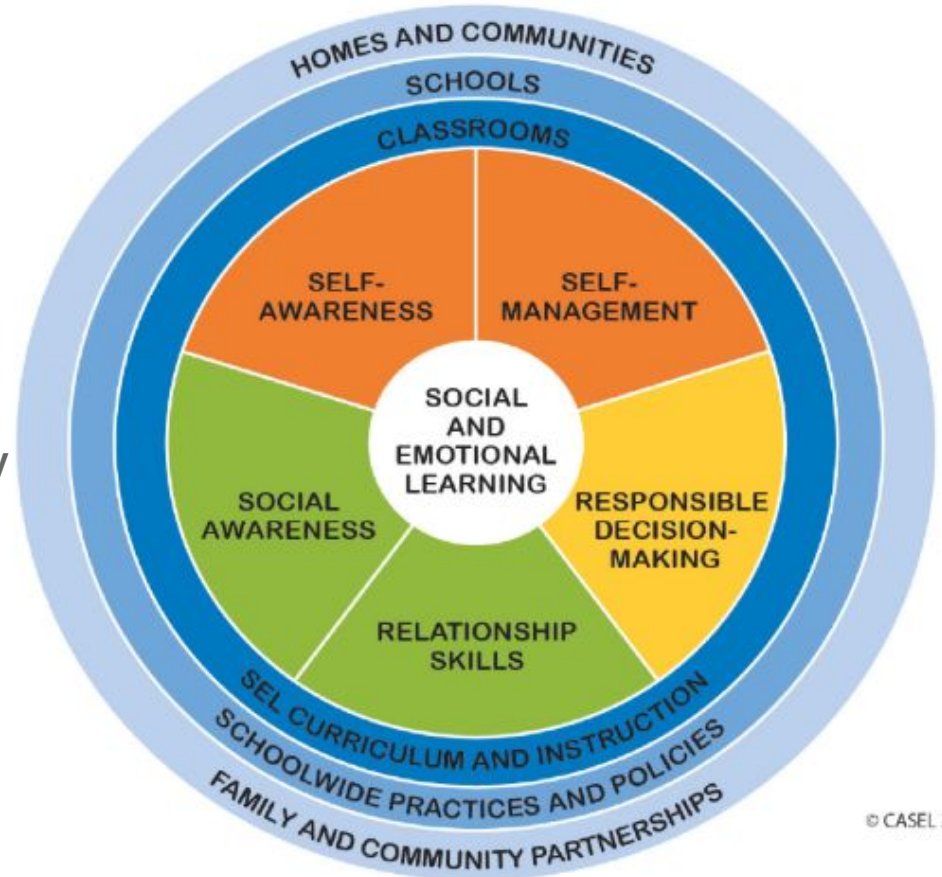 HOMES AND COMMUNITIES
SCHOOLS
CLASSROOMS
SELF-
AWARENESS
SELF-
MANAGEMENT
SOCIAL
AND
EMOTIONAL
LEARNING
SOCIAL
AWARENESS
RESPONSIBLE
DECISION-
MAKING
RELATIONSHIP
SKILLS
SEL CURRICULUM AND INSTRUCTION
SCHOOLWIDE PRACTICES AND POLICIES
FAMILY AND COMMUNITY PARTNERSHIPS
© CASEL